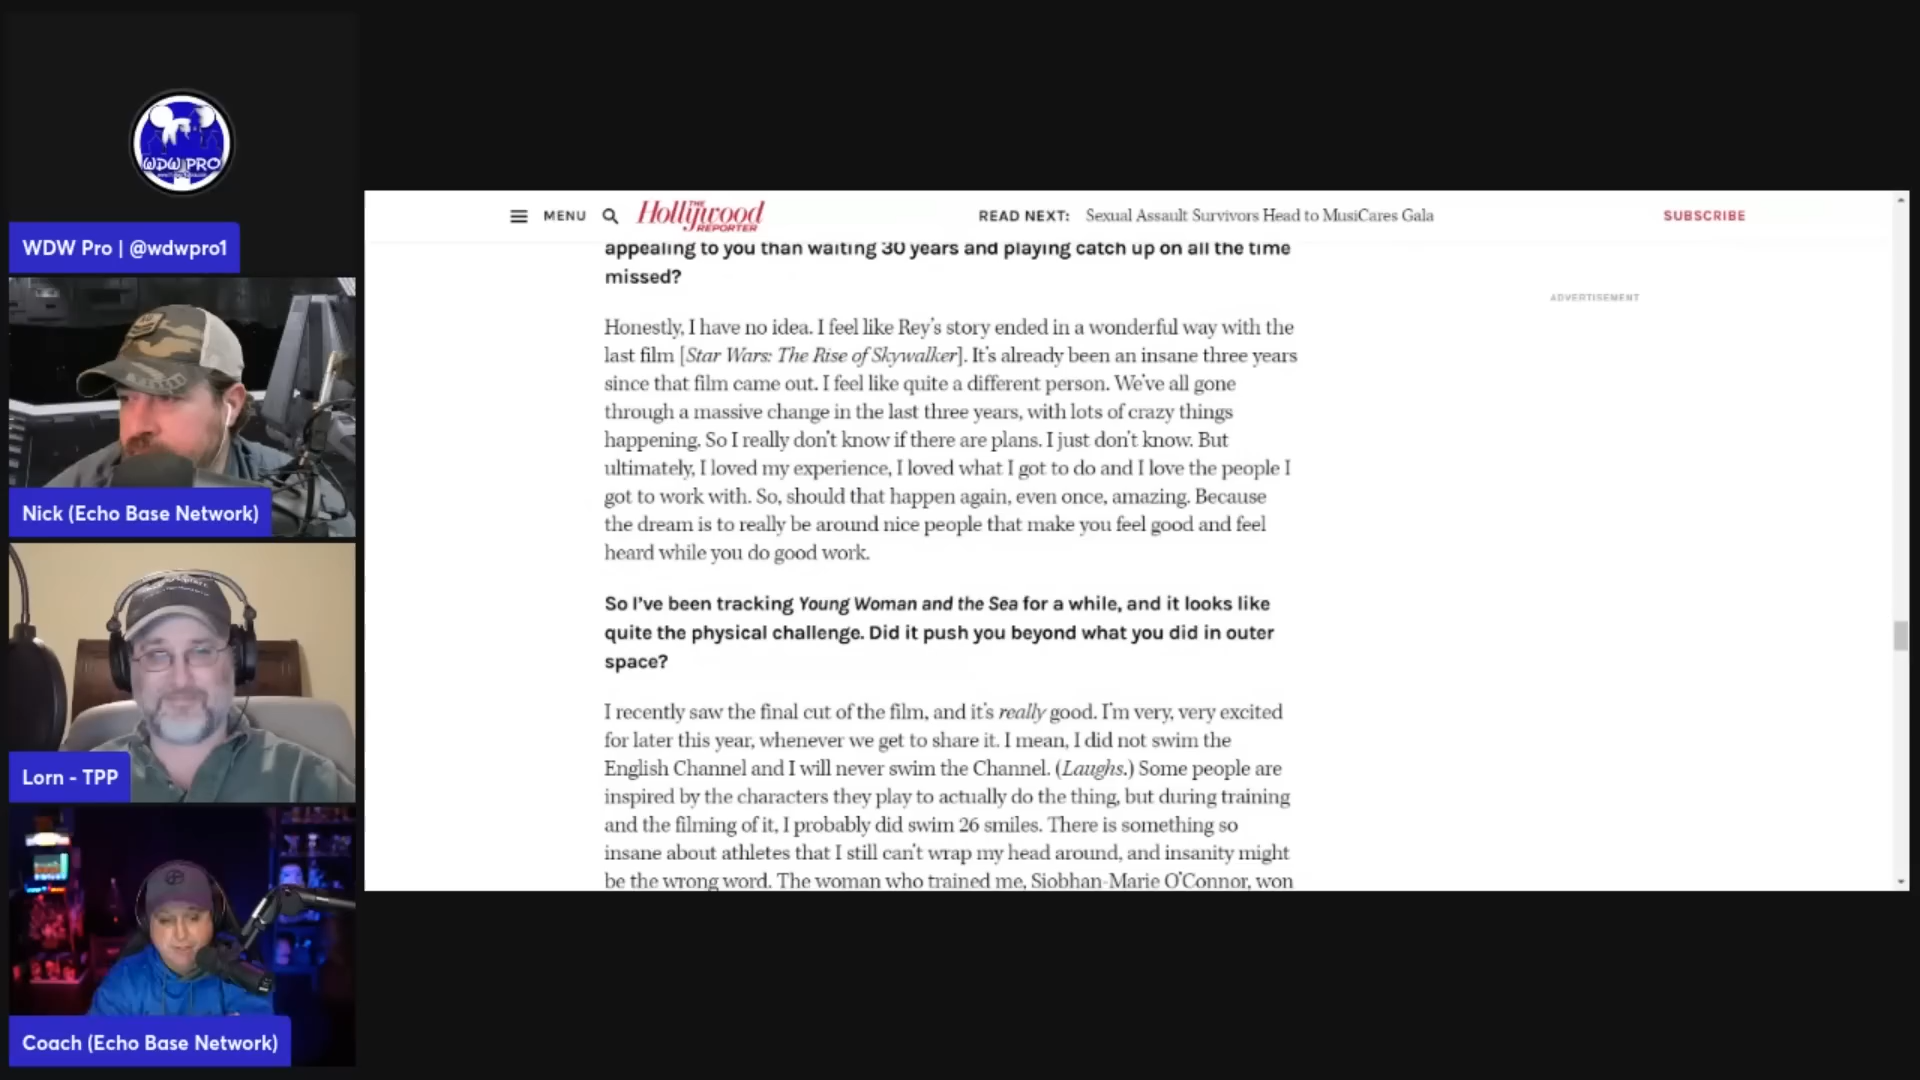 WDW PRO
WDW Pro | @wdwpro1
Nick (Echo Base Network)
Lorn - TPP
Coach (Echo Base Network)
MENU
THE
Hollywood
REPORTER
READ NEXT: Sexual Assault Survivors Head to MusiCares Gala
SUBSCRIBE
ADVERTISEMENT
appealing to you than waiting 30 years and playing catch up on all the time
missed?
Honestly, I have no idea. I feel like Rey’s story ended in a wonderful way with the
last film [Star Wars: The Rise of Skywalker]. It’s already been an insane three years
since that film came out. I feel like quite a different person. We’ve all gone
through a massive change in the last three years, with lots of crazy things
happening. So I really don’t know if there are plans. I just don’t know. But
ultimately, I loved my experience, I loved what I got to do and I love the people I
got to work with. So, should that happen again, even once, amazing. Because
the dream is to really be around nice people that make you feel good and feel
heard while you do good work.
So I’ve been tracking Young Woman and the Sea for a while, and it looks like
quite the physical challenge. Did it push you beyond what you did in outer
space?
I recently saw the final cut of the film, and it’s really good. I’m very, very excited
for later this year, whenever we get to share it. I mean, I did not swim the
English Channel and I will never swim the Channel. (Laughs.) Some people are
inspired by the characters they play to actually do the thing, but during training
and the filming of it, I probably did swim 26 smiles. There is something so
insane about athletes that I still can’t wrap my head around, and insanity might
be the wrong word. The woman who trained me, Siobhan-Marie O’Connor, won